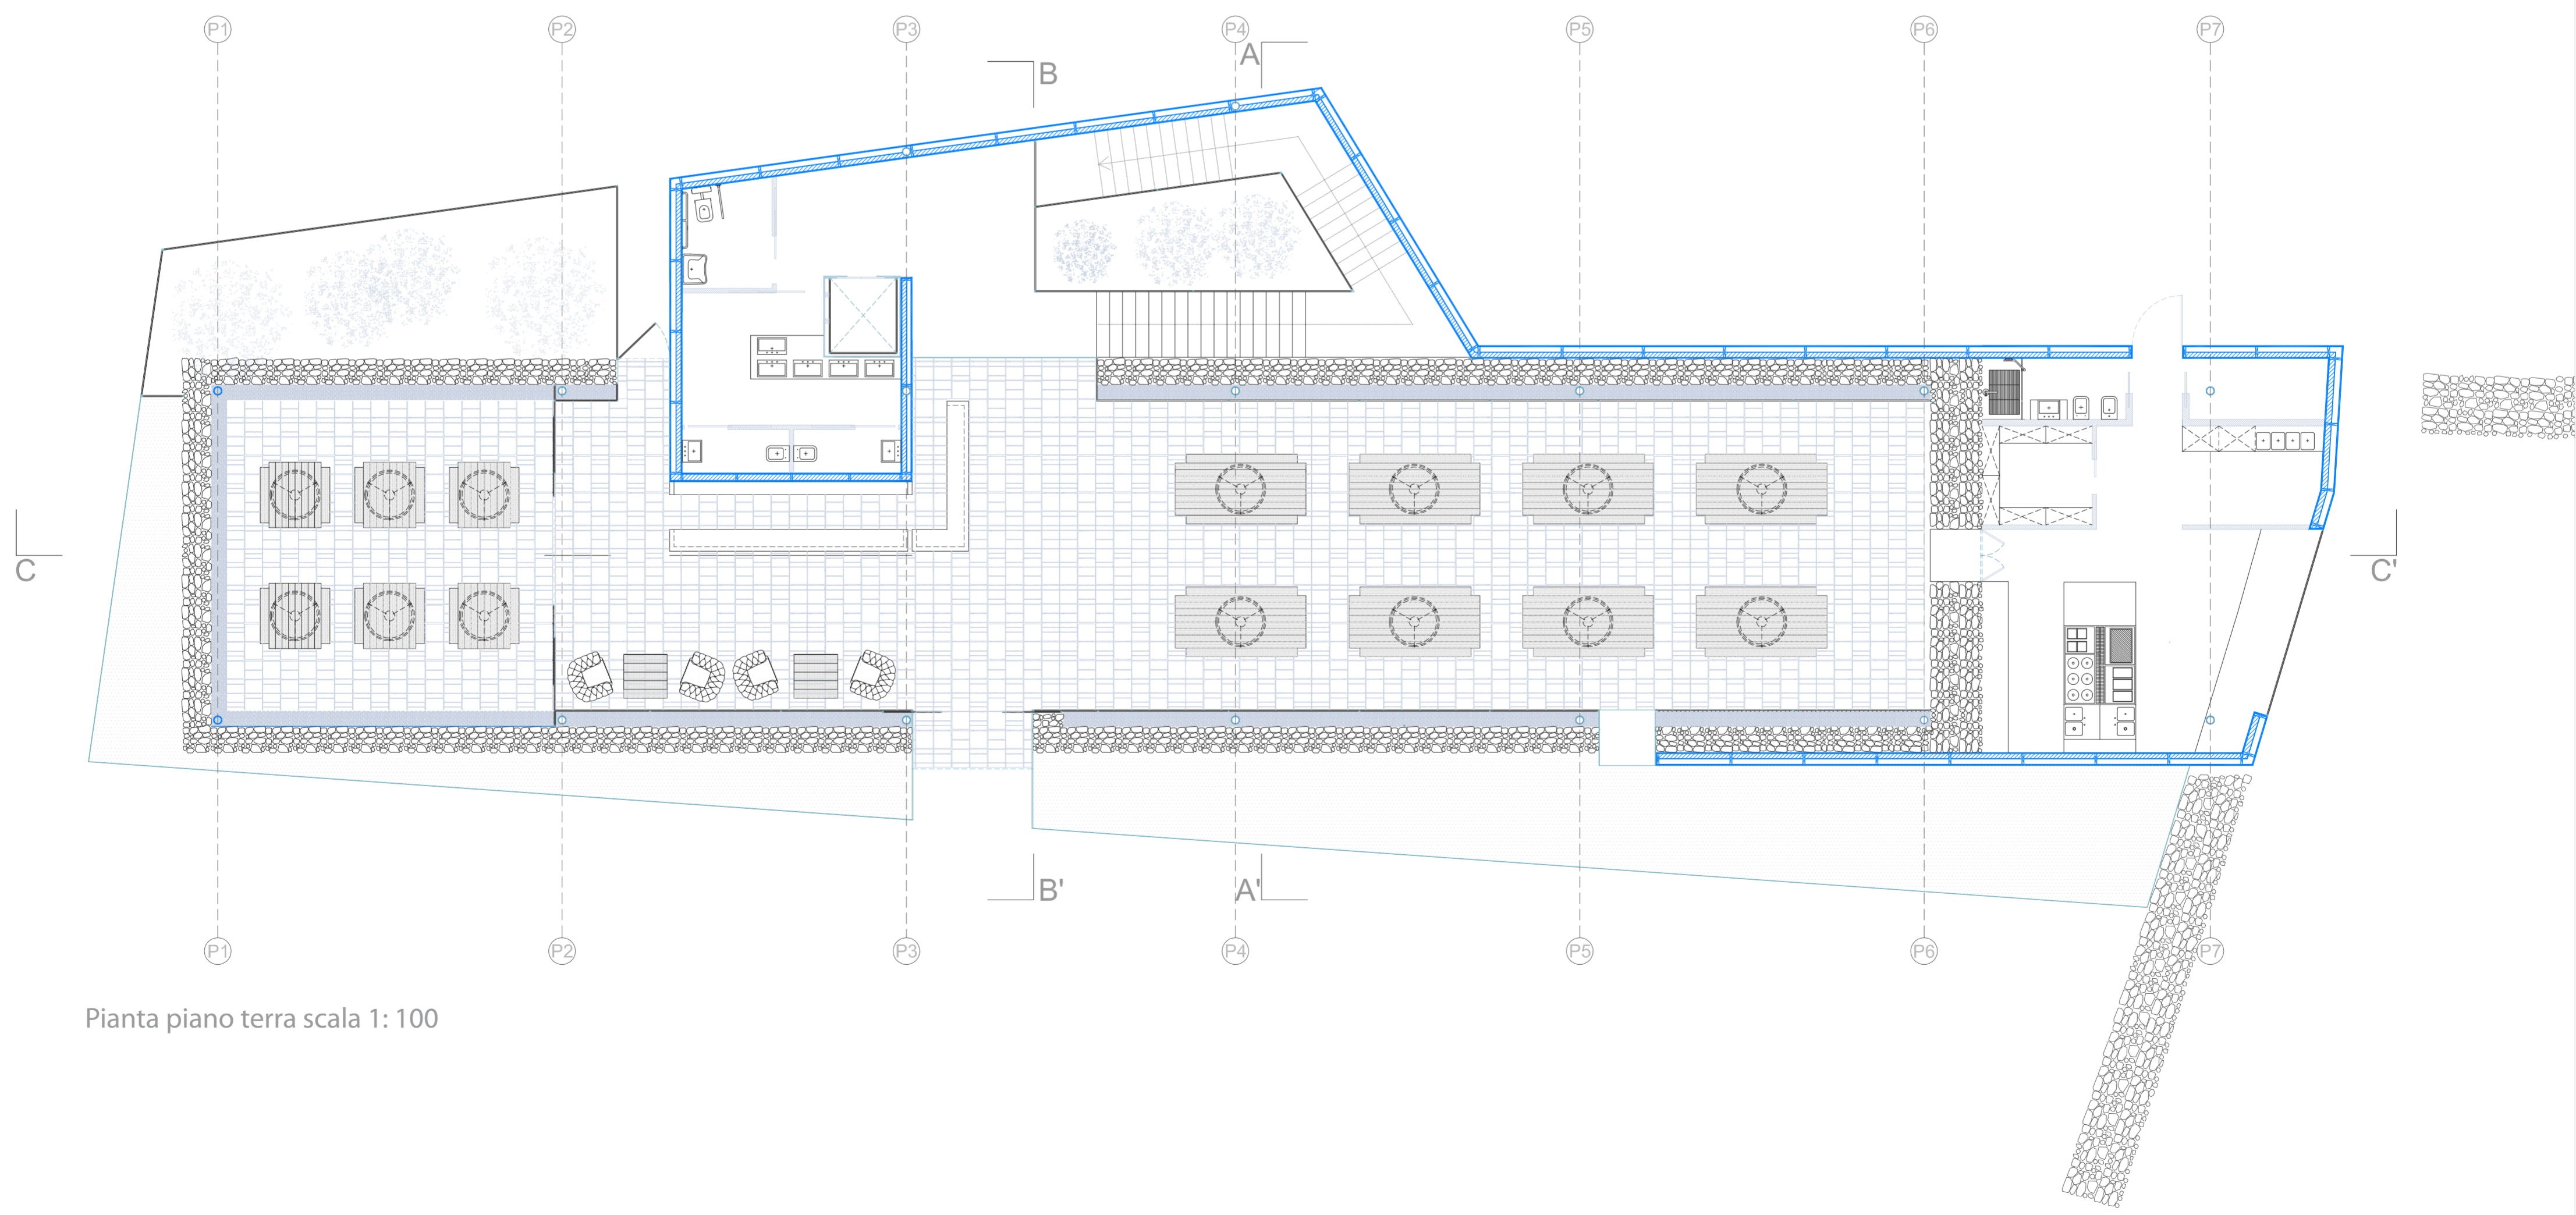 P1 P2 P3 P4 P5 P6 P7
A
B
C C'
B' A'
P1 P2 P3 P4 P5 P6 P7
Pianta piano terra scala 1: 100